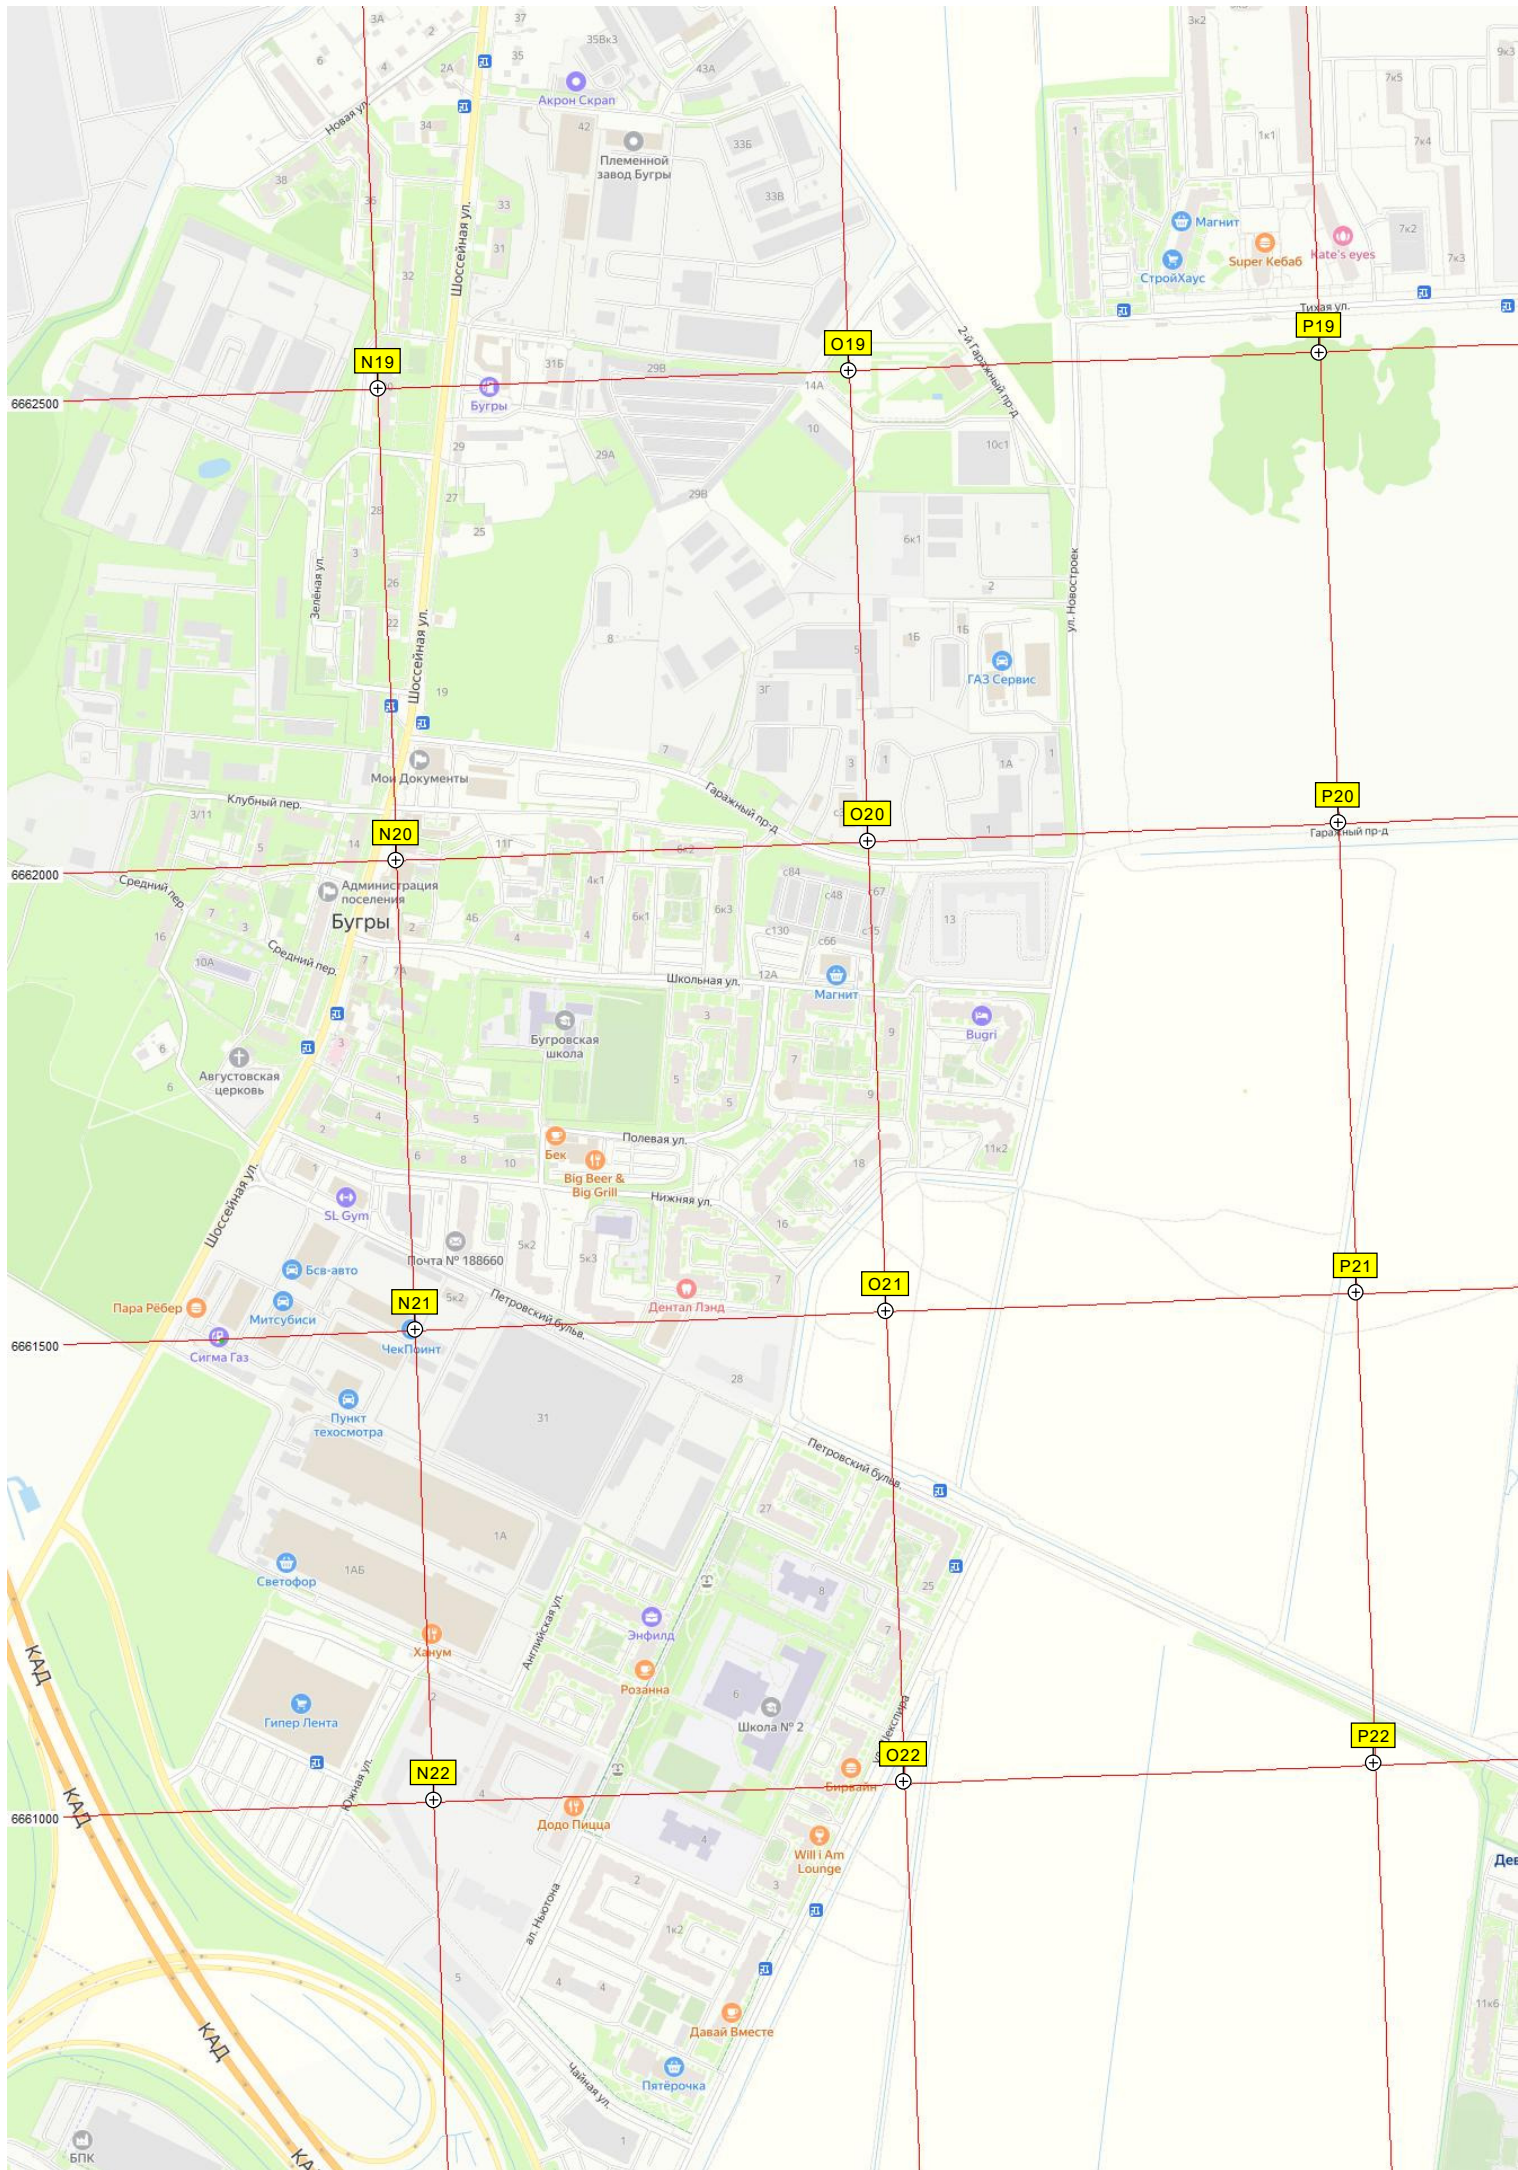 3А
37
2
35Вк3
3к2
6
4
35
2А
43А
9к3
7к5
Акрон Скрап
Новая ул.
34
42
33Б
1
1к1
7к4
Племенной
завод Бугры
38
36
33
33В
Шоссейная ул.
31
Магнит
7к2
32
Super Кебаб
Kate's eyes
7к3
СтройХаус
Тихая ул.
P19
O19
2-й Гаражный пр-д
N19
31Б
29В
14А
6662500
Бугры
10
29
10с1
29А
27
29В
28
25
6к1
3
ул. Новостроек
Зелёная ул.
26
2
22
Шоссейная ул.
8
1Б
1Б
5
ГАЗ Сервис
19
3Г
7
1
Мои Документы
3
1
1А
Гаражный пр-д
P20
Клубный пер.
3/11
O20
N20
1
Гаражный пр-д
5
14
11Г
6к2
6662000
Средний пер.
Администрация
поселения
4к1
с84
с48
с67
7
Бугры
3
2
4Б
4
4
6к1
6к3
13
16
с130
с66
с15
10А
Средний пер.
7
7А
Школьная ул.
12А
Магнит
3
Bugri
6
3
Бугровская
школа
9
Августовская
церковь
7
6
1
5
5
9
4
5
2
Полевая ул.
11к2
Бек
6
8
10
18
Big Beer &
Big Grill
1
Нижняя ул.
Шоссейная ул.
SL Gym
16
5к2
5к3
Почта № 188660
Бсв-авто
P21
7
O21
5к2
N21
Петровский бульв.
Дентал Лэнд
Пара Рёбер
Митсубиси
6661500
ЧекПоинт
Сигма Газ
28
31
Пункт
техосмотра
Петровский бульв.
27
1А
1АБ
Светофор
8
25
Английская ул.
Энфилд
7
КАД
Ханум
Розанна
2
6
Гипер Лента
Школа № 2
P22
O22
N22
Южная ул.
Бирвайн
КАД
4
6661000
Додо Пицца
4
Will i Am
Lounge
2
3
ал. Ньютона
1к2
5
4
4
11к6
Давай Вместе
КАД
Пятёрочка
Чайная ул.
1
БПК